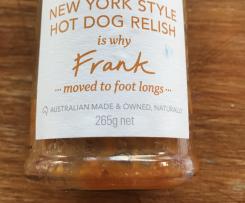 NEW YORK STYLE
HOT DOG RELISH
is why
Frank
... moved to foot longs ...
AUSTRALIAN MADE & OWNED, NATURALLY
265g net